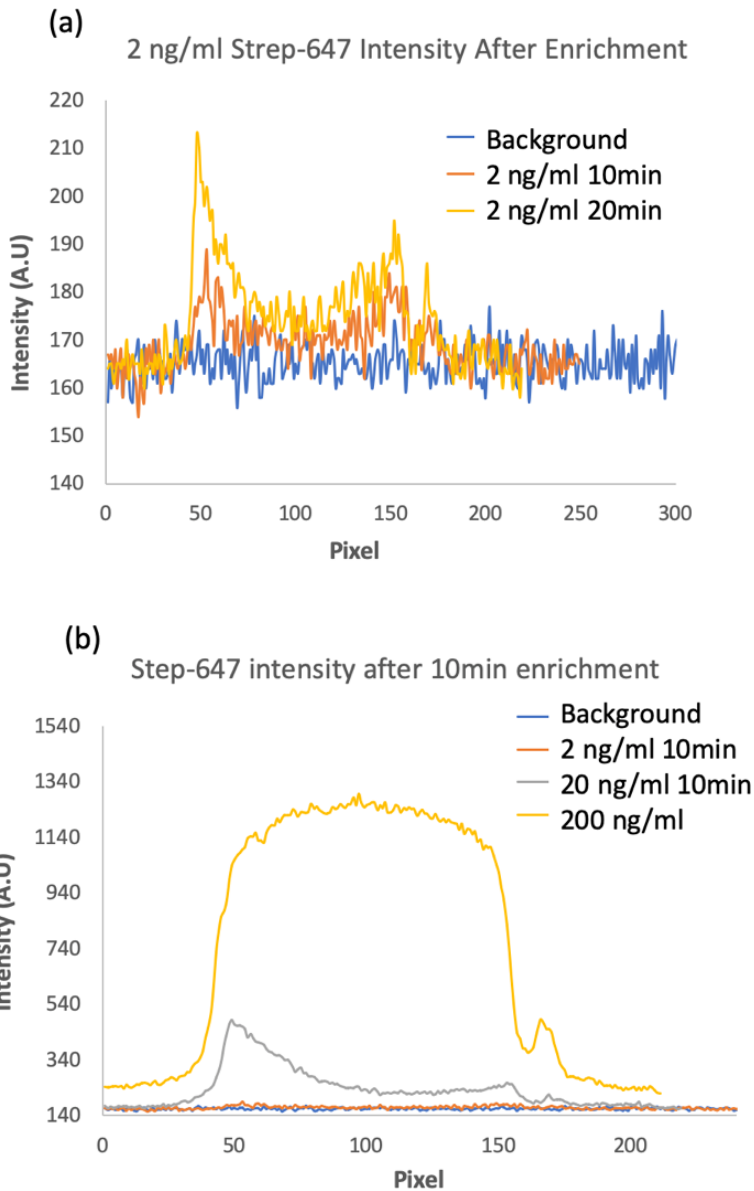 (a)
2 ng/ml Strep-647 Intensity After Enrichment
220
210
200
190
180
170
160
150
140
Intensity (A.U)
Background
2 ng/ml 10min
2 ng/ml 20min
0 50 100 150 200 250 300
Pixel
(b)
Step-647 intensity after 10min enrichment
1540
1340
1140
940
740
540
340
140
Intensity (A.U)
Background
2 ng/ml 10min
20 ng/ml 10min
200 ng/ml
0 50 100 150 200
Pixel